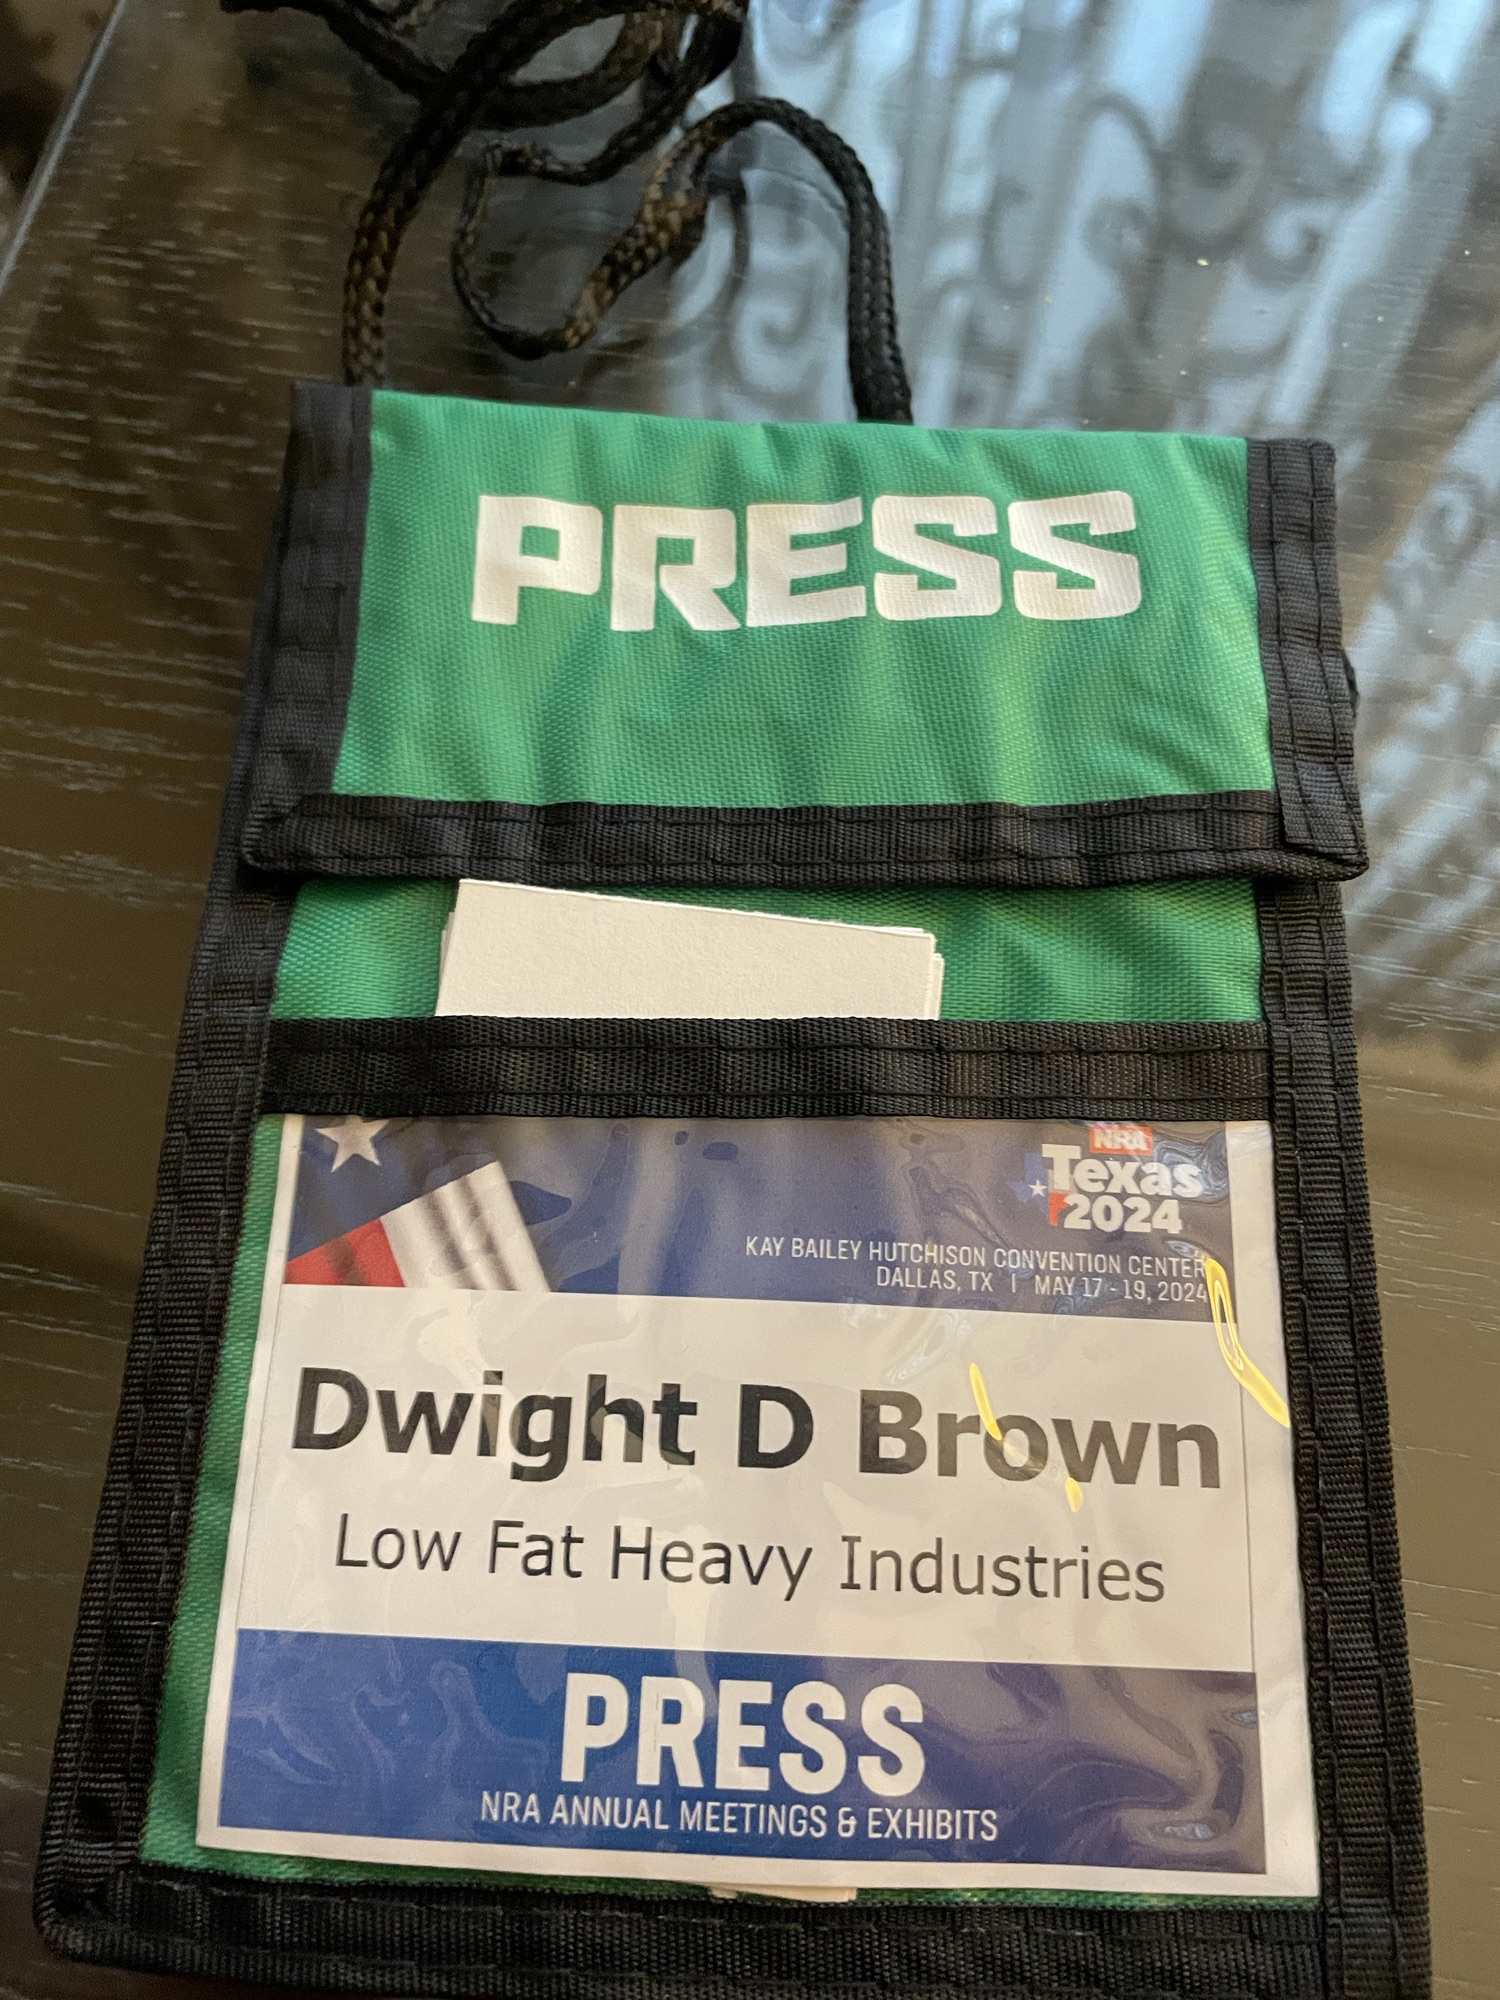 PRESS
NRA
Texas
2024
KAY BAILEY HUTCHISON CONVENTION CENTER
DALLAS, TX | MAY 17 - 19, 2024
Dwight D Brown
Low Fat Heavy Industries
PRESS
NRA ANNUAL MEETINGS & EXHIBITS